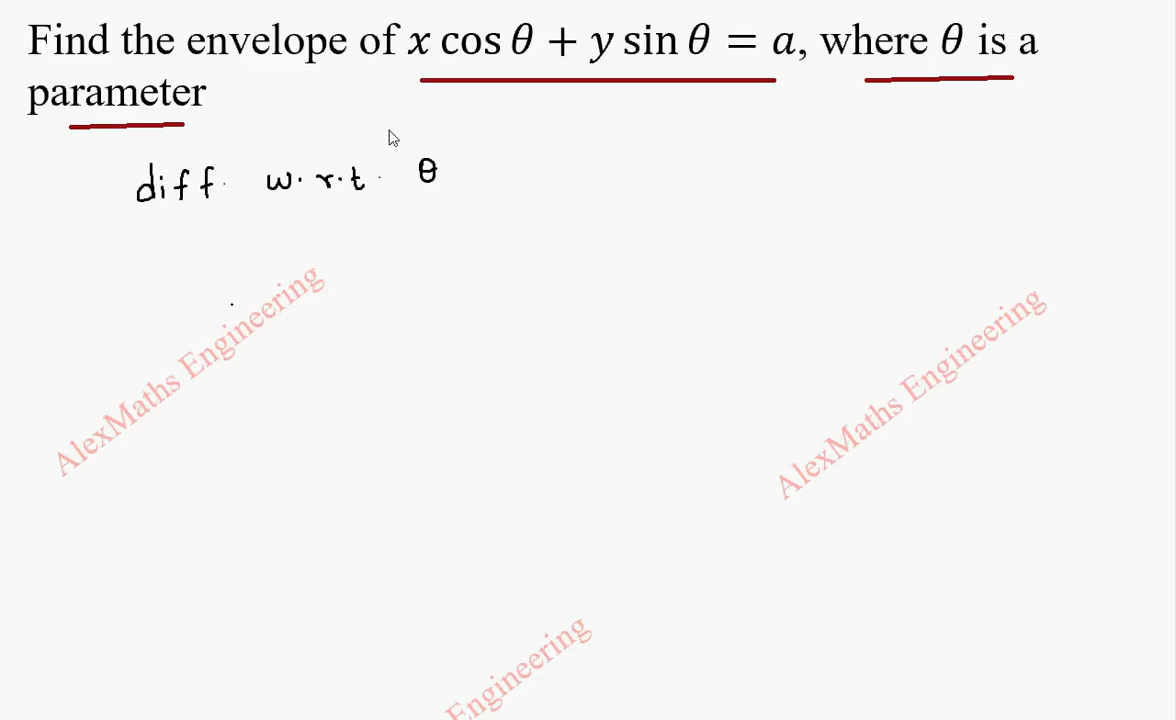 Find the envelope of x cos θ + y sin θ = a, where θ is a
parameter
diff. w.r.t. θ
AlexMaths Engineering
AlexMaths Engineering
Engineering